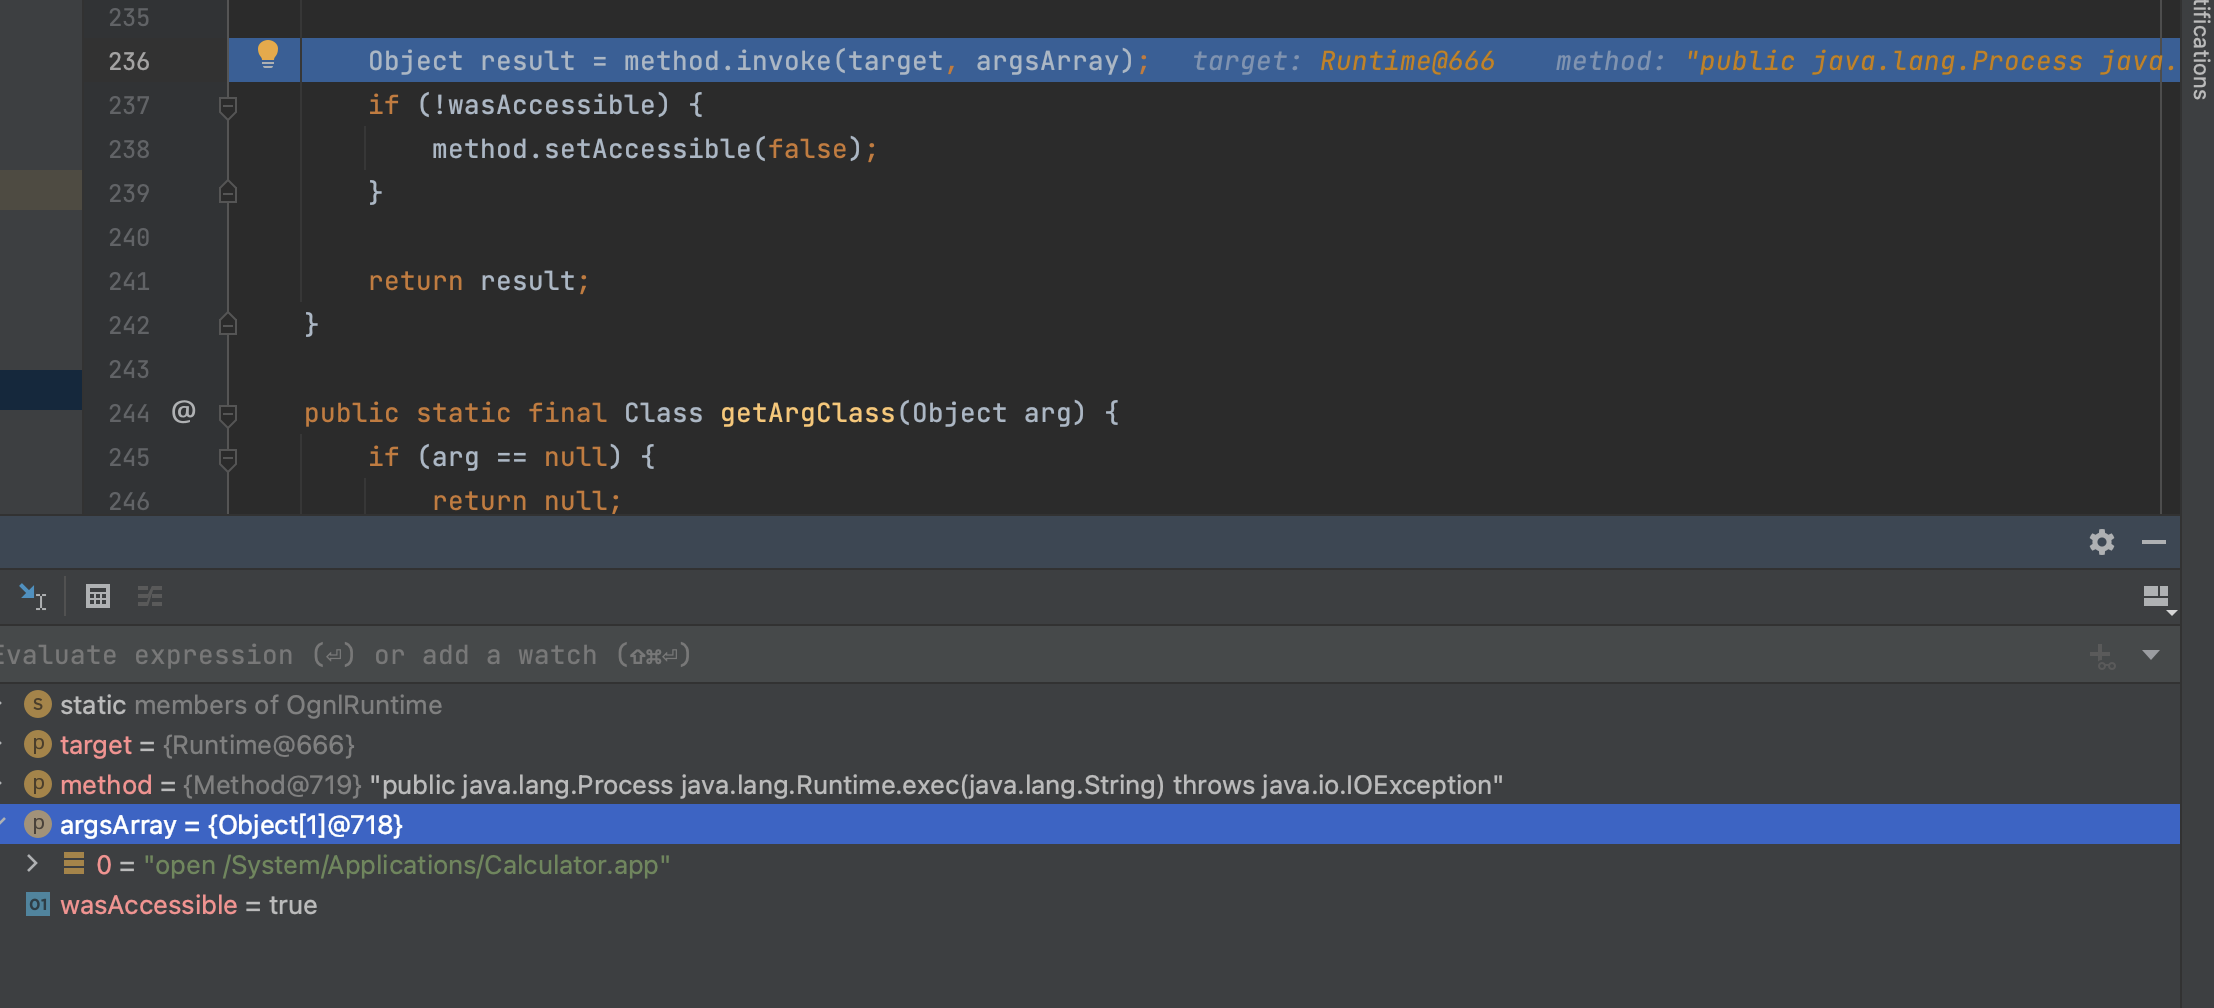 235
236 Object result = method.invoke(target, argsArray); target: Runtime@666 method: "public java.lang.Process java.
237 if (!wasAccessible) {
238 method.setAccessible(false);
239 }
240
241 return result;
242 }
243
244 @ public static final Class getArgClass(Object arg) {
245 if (arg == null) {
246 return null;
tifications
Evaluate expression (⏎) or add a watch (⇧⌘⏎)
s static members of OgnlRuntime
p target = {Runtime@666}
p method = {Method@719} "public java.lang.Process java.lang.Runtime.exec(java.lang.String) throws java.io.IOException"
p argsArray = {Object[1]@718}
0 = "open /System/Applications/Calculator.app"
01 wasAccessible = true